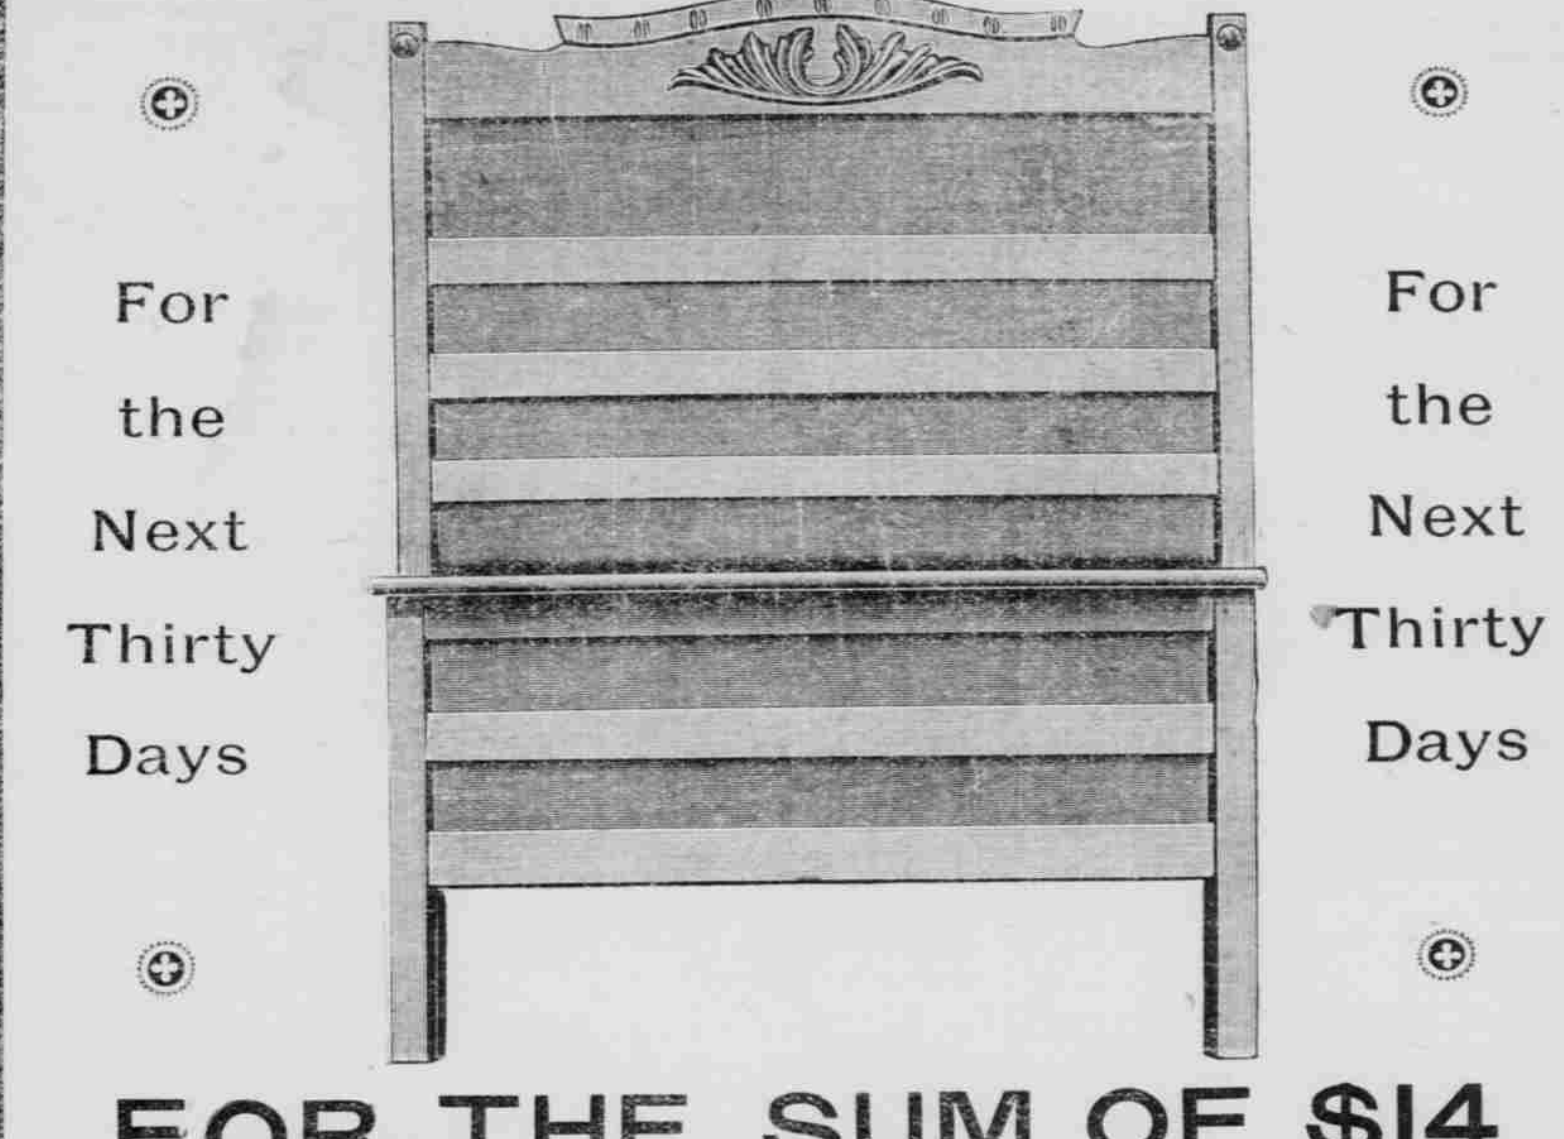 For
the
Next
Thirty
Days
For
the
Next
Thirty
Days
FOR THE SUM OF $14